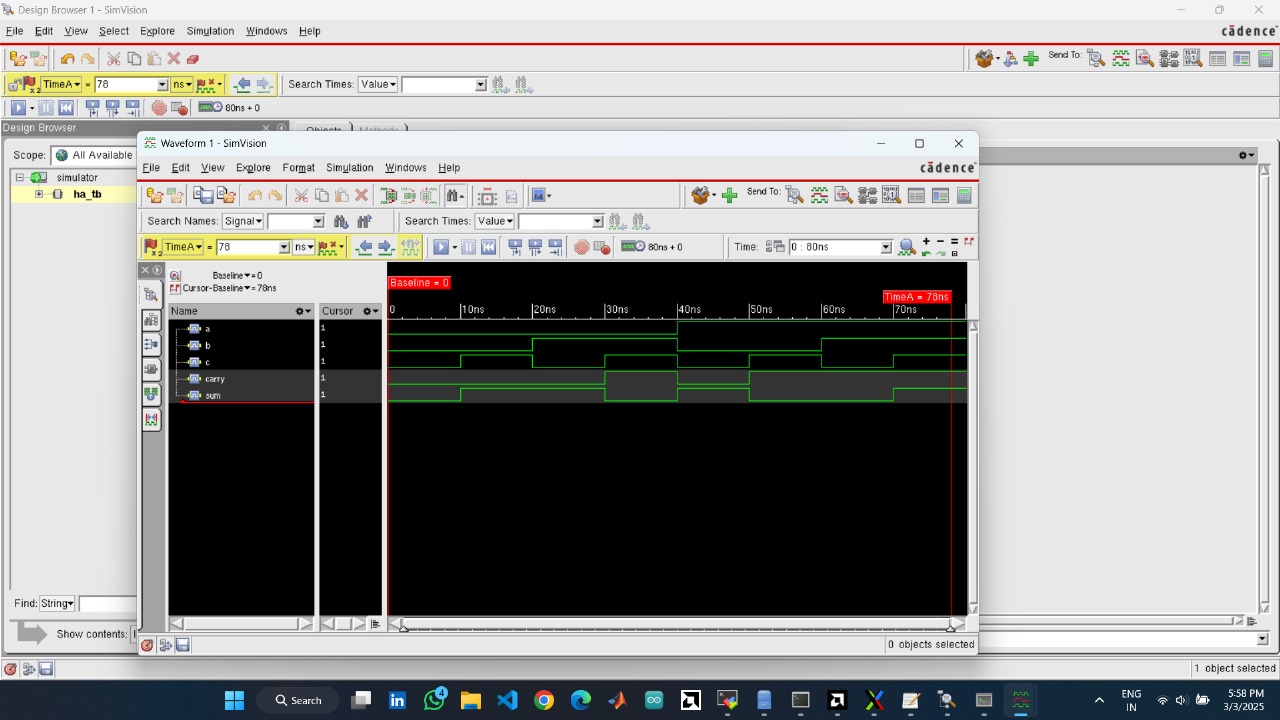 Design Browser 1 - SimVision
File Edit View Select Explore Simulation Windows Help
cādence
Send To:
TimeA = 78 ns Search Times: Value
80ns + 0
Design Browser Objects Methods
Scope: All Available
simulator
ha_tb
Waveform 1 - SimVision
File Edit View Explore Format Simulation Windows Help
cādence
Send To:
Search Names: Signal Search Times: Value
TimeA = 78 ns 80ns + 0 Time: 0 : 80ns
Baseline = 0
Cursor-Baseline = 78ns
Baseline = 0
TimeA = 78ns
Name Cursor 0 10ns 20ns 30ns 40ns 50ns 60ns 70ns
a 1
b 1
c 1
carry 1
sum 1
Find: String
Show contents:
0 objects selected
1 object selected
Search
4
ENG
IN
5:58 PM
3/3/2025